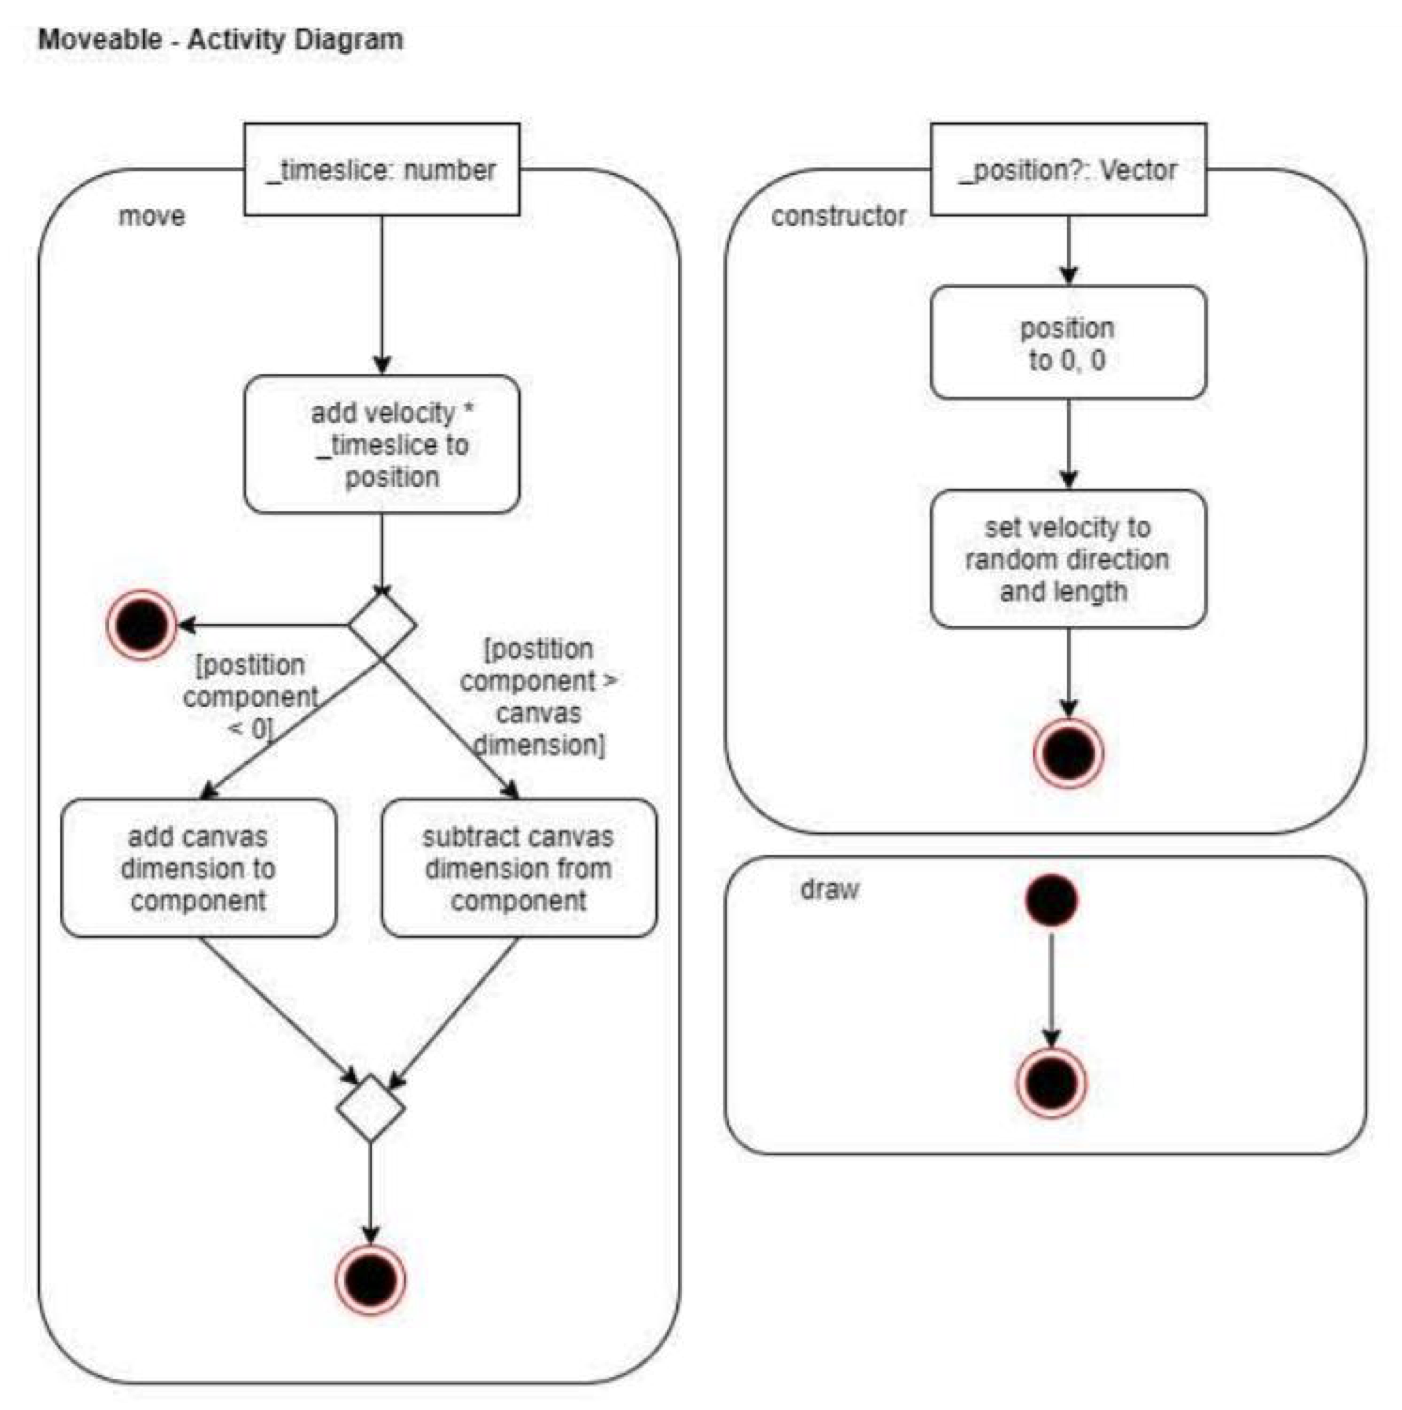 Moveable - Activity Diagram
_timeslice: number
move
add velocity *
_timeslice to
position
[postition
component
< 0]
[postition
component >
canvas
dimension]
add canvas
dimension to
component
subtract canvas
dimension from
component
_position?: Vector
constructor
position
to 0, 0
set velocity to
random direction
and length
draw